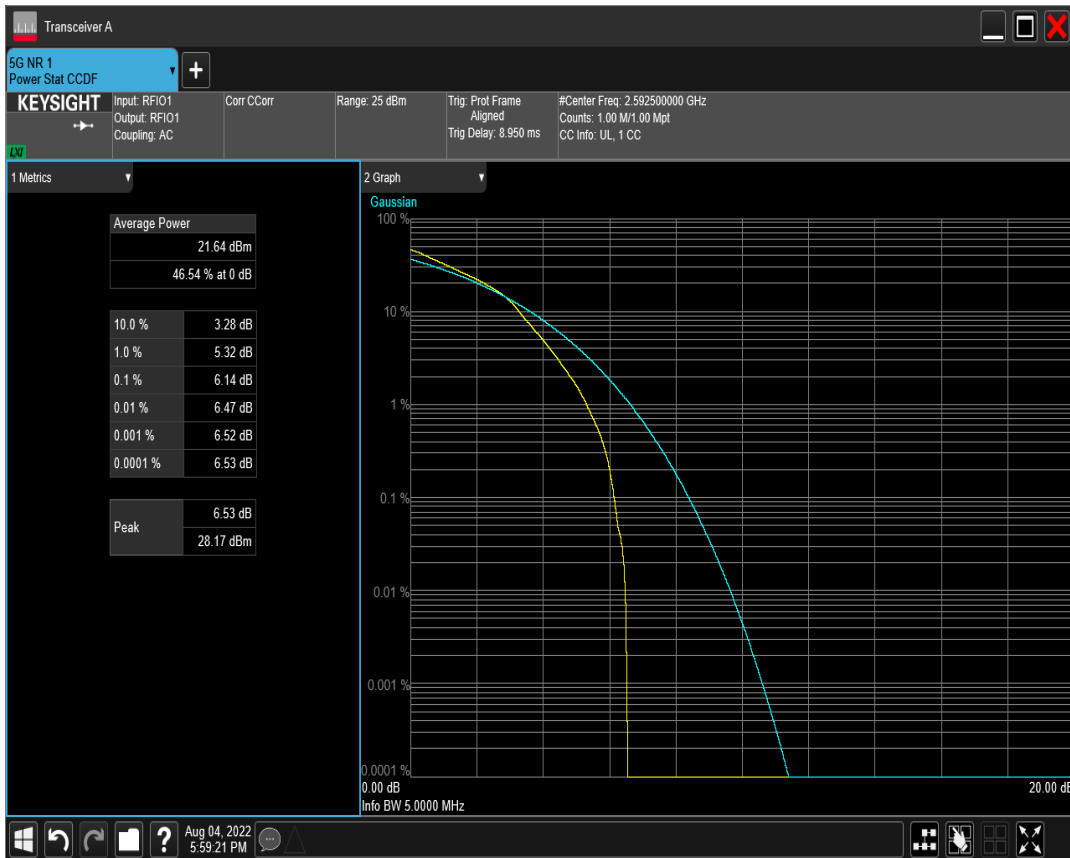 Transceiver A
5G NR 1
Power Stat CCDF
+
KEYSIGHT
LXI
Input: RFIO1
Output: RFIO1
Coupling: AC
Corr CCorr
Range: 25 dBm
Trig: Prot Frame
Aligned
Trig Delay: 8.950 ms
#Center Freq: 2.592500000 GHz
Counts: 1.00 M/1.00 Mpt
CC Info: UL, 1 CC
1 Metrics
Average Power
21.64 dBm
46.54 % at 0 dB
10.0 % 3.28 dB
1.0 % 5.32 dB
0.1 % 6.14 dB
0.01 % 6.47 dB
0.001 % 6.52 dB
0.0001 % 6.53 dB
Peak
6.53 dB
28.17 dBm
2 Graph
Gaussian
100 %
10 %
1 %
0.1 %
0.01 %
0.001 %
0.0001 %
0.00 dB 20.00 dB
Info BW 5.0000 MHz
?
Aug 04, 2022
5:59:21 PM